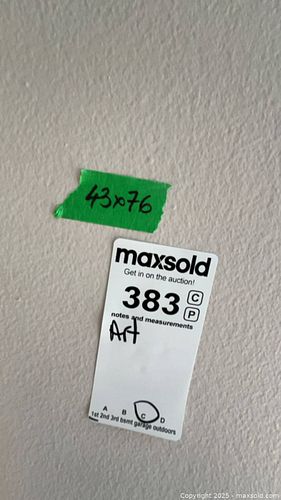 43x76
maxsold
Get in on the auction!
383 C
P
notes and measurements
Art
A B C D
1st 2nd 3rd bsmt garage outdoors
Copyright 2025 - www.maxsold.com